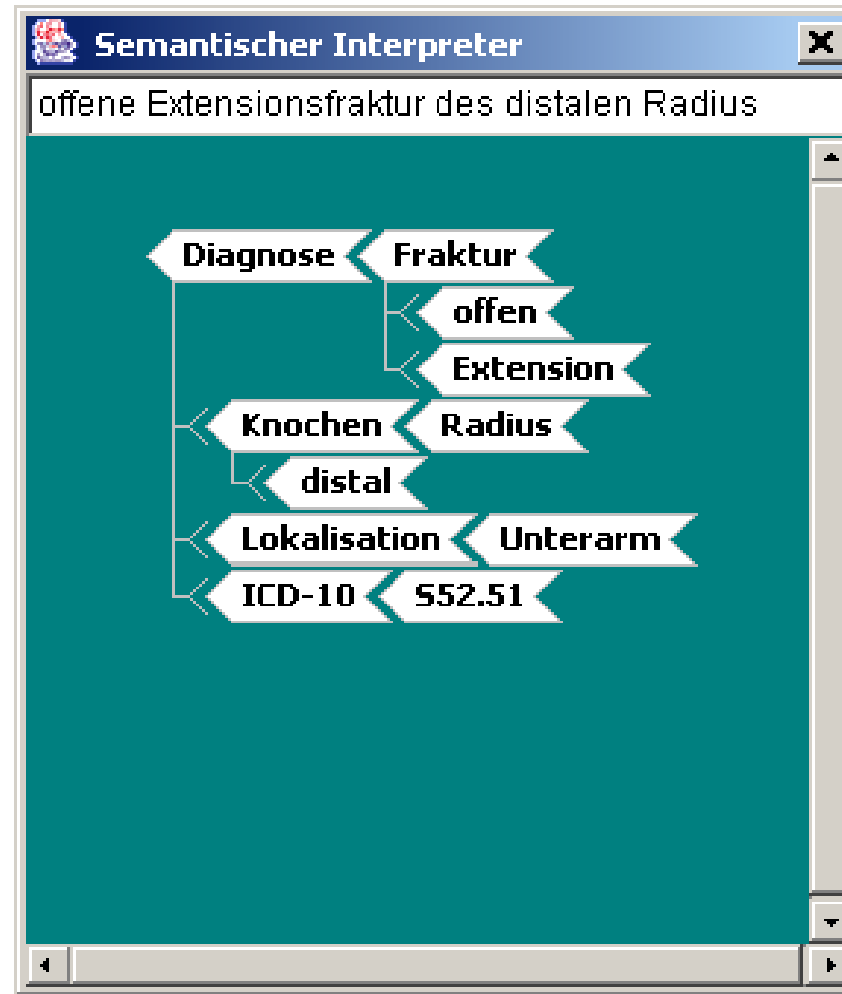 Semantischer Interpreter
offene Extensionsfraktur des distalen Radius
Diagnose Fraktur
offen
Extension
Knochen Radius
distal
Lokalisation Unterarm
ICD-10 S52.51